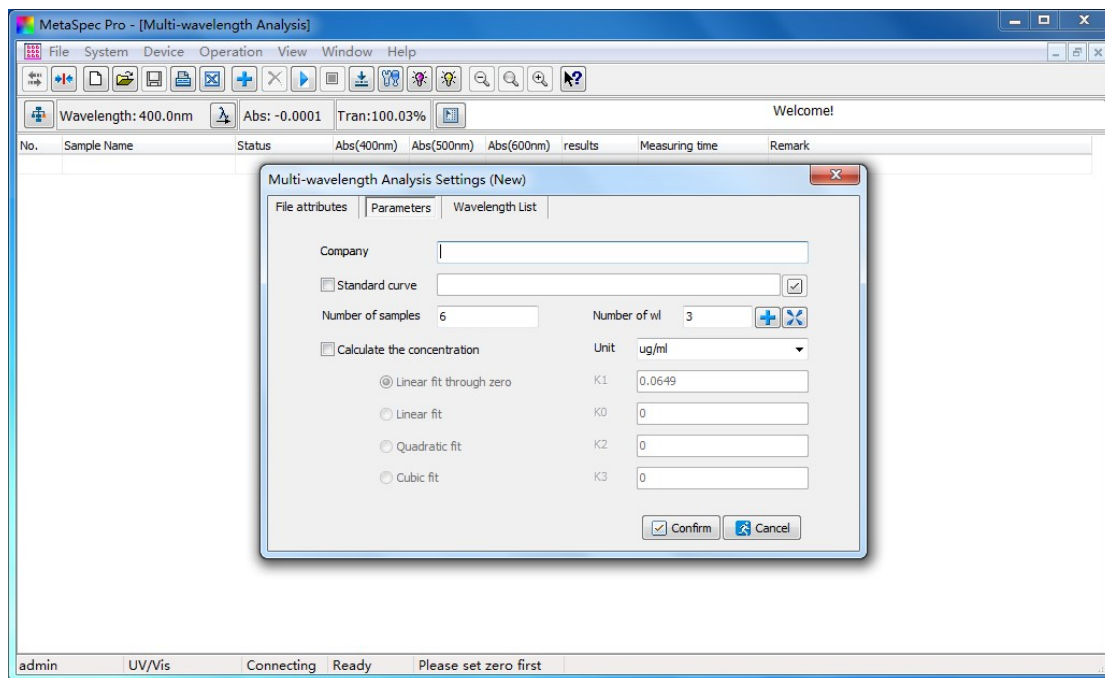 MetaSpec Pro - [Multi-wavelength Analysis]
File System Device Operation View Window Help
Wavelength: 400.0nm Abs: -0.0001 Tran:100.03% Welcome!
No. Sample Name Status Abs(400nm) Abs(500nm) Abs(600nm) results Measuring time Remark
Multi-wavelength Analysis Settings (New)
File attributes Parameters Wavelength List
Company
Standard curve
Number of samples 6 Number of wl 3
Calculate the concentration Unit ug/ml
Linear fit through zero K1 0.0649
Linear fit K0 0
Quadratic fit K2 0
Cubic fit K3 0
Confirm Cancel
admin UV/Vis Connecting Ready Please set zero first